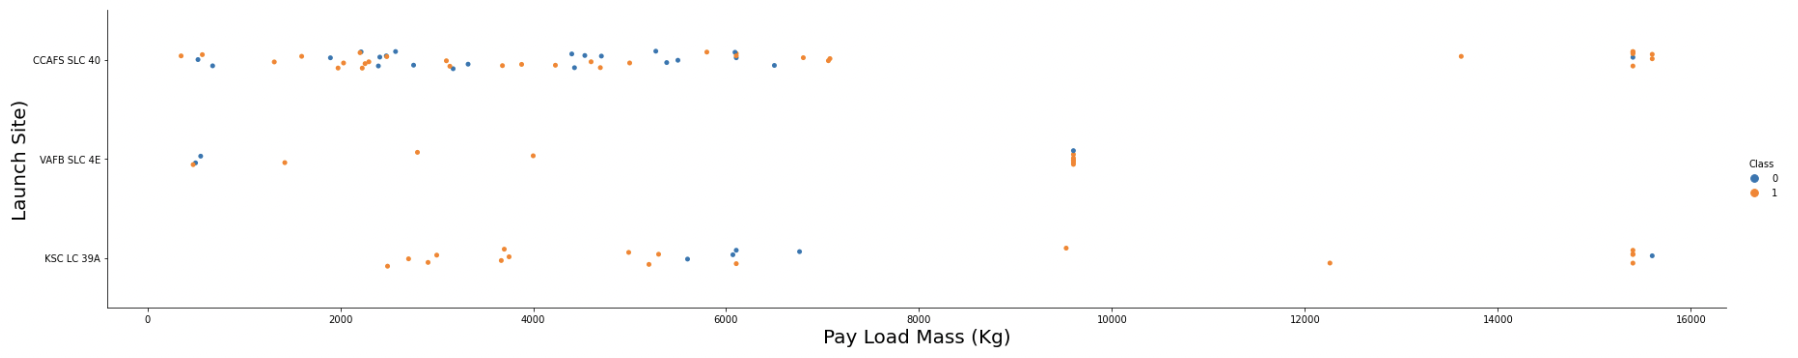 Launch Site)
CCAFS SLC 40
VAFB SLC 4E
KSC LC 39A
0 2000 4000 6000 8000 10000 12000 14000 16000
Pay Load Mass (Kg)
Class
0
1